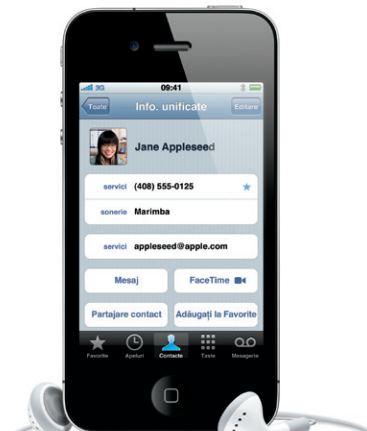 3G 09:41
Toate Info. unificate Editare
Jane Appleseed
servici (408) 555-0125
sonerie Marimba
servici appleseed@apple.com
Mesaj FaceTime
Partajare contact Adăugați la Favorite
Favorite Apeluri Contacte Taste Mesagerie